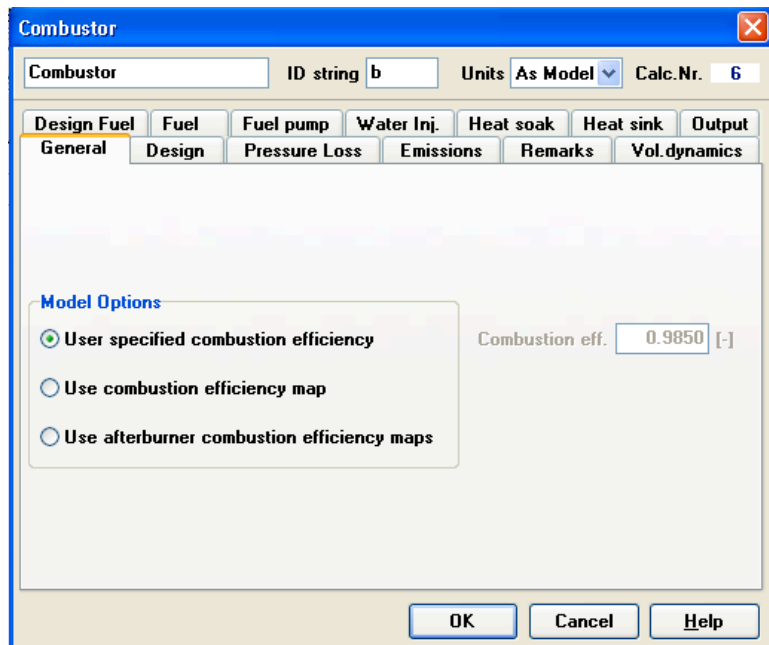 Combustor
Combustor ID string b Units As Model Calc.Nr. 6
Design Fuel Fuel Fuel pump Water Inj. Heat soak Heat sink Output
General Design Pressure Loss Emissions Remarks Vol.dynamics
Model Options
User specified combustion efficiency Combustion eff. 0.9850 [-]
Use combustion efficiency map
Use afterburner combustion efficiency maps
OK Cancel Help